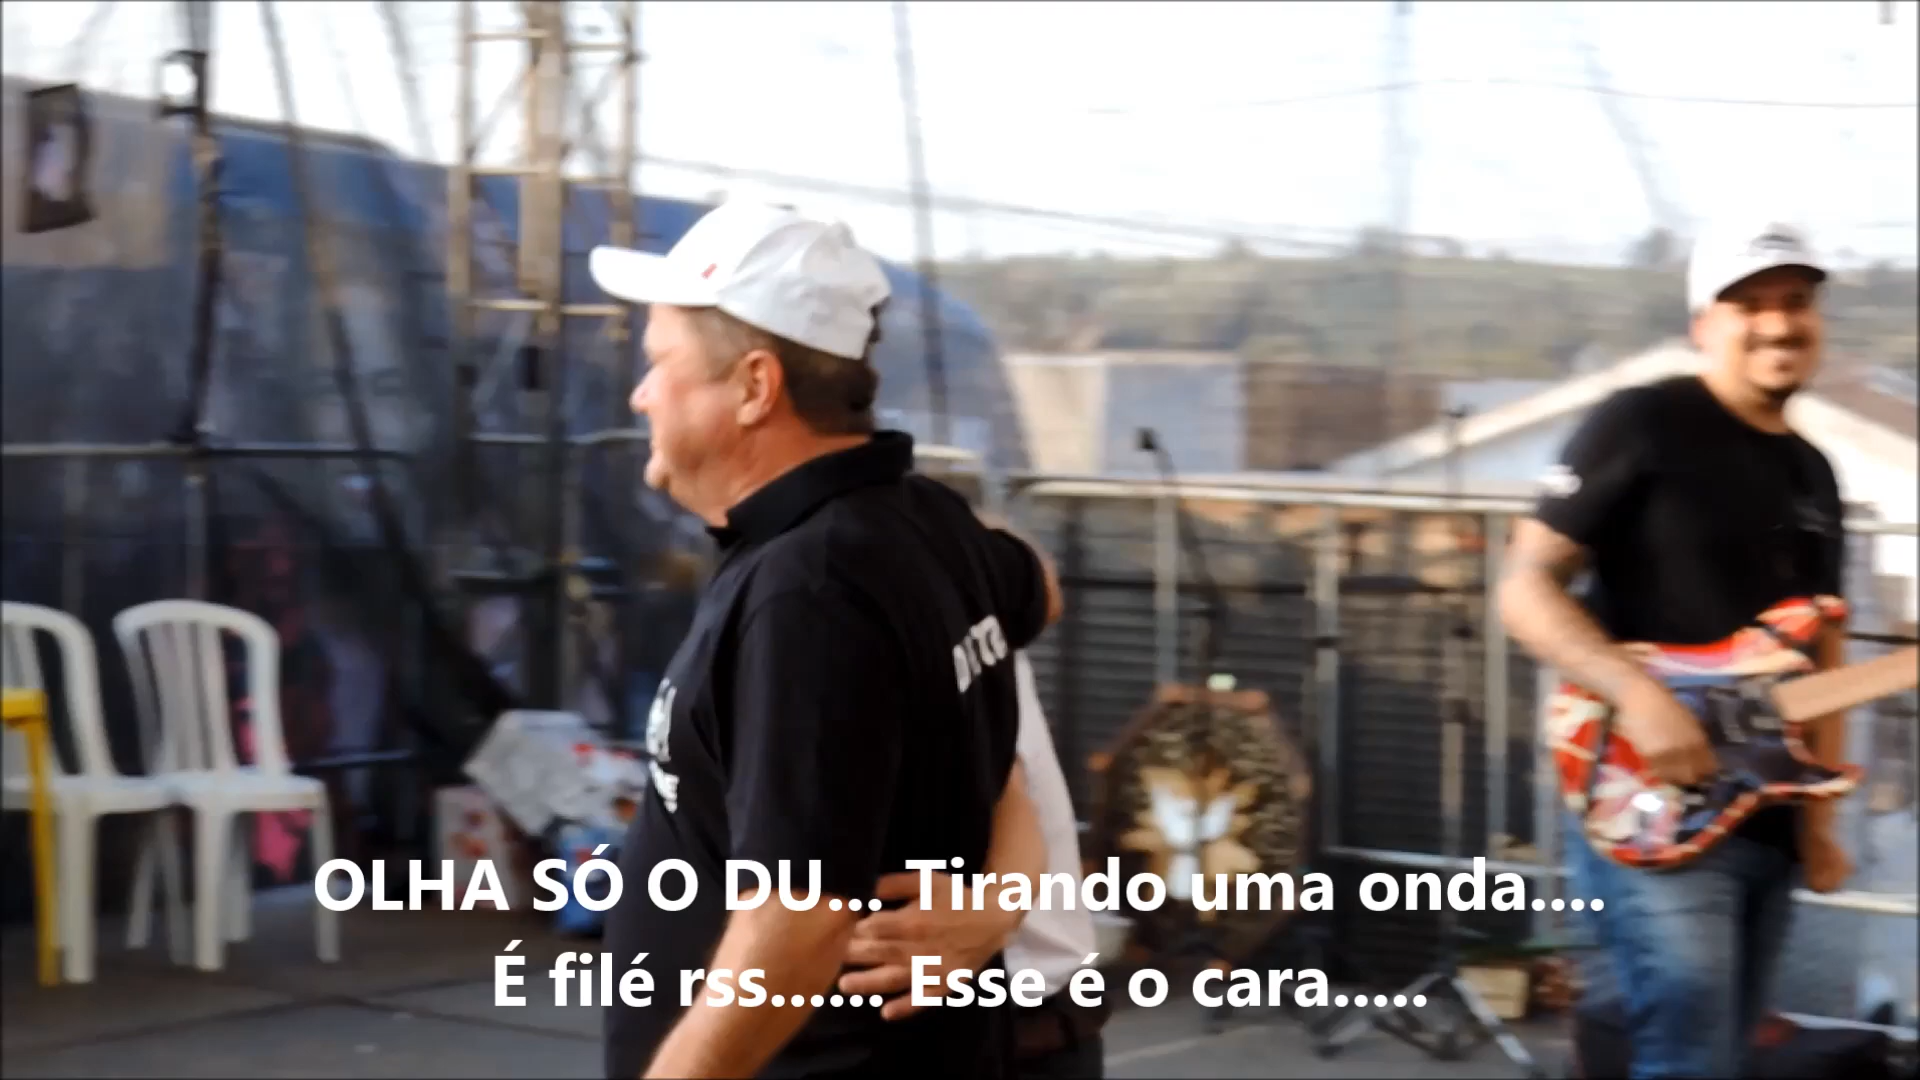 OLHA SÓ O DU... Tirando uma onda....
É filé rss...... Esse é o cara.....